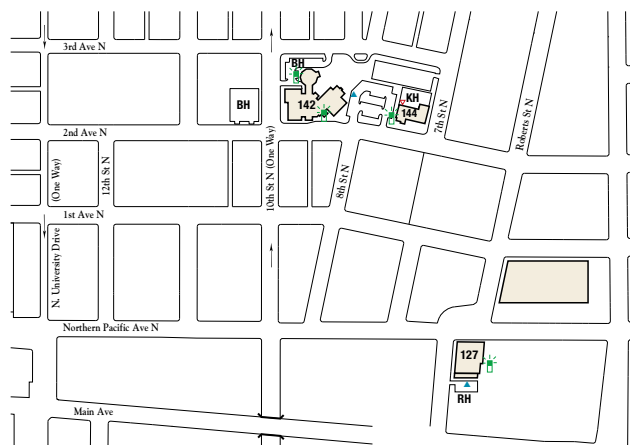 3rd Ave N
BH
KH
BH
142
144
7th St N
Roberts St N
2nd Ave N
(One Way)
12th St N
10th St N (One Way)
8th St N
1st Ave N
N. University Drive
Northern Pacific Ave N
127
RH
Main Ave